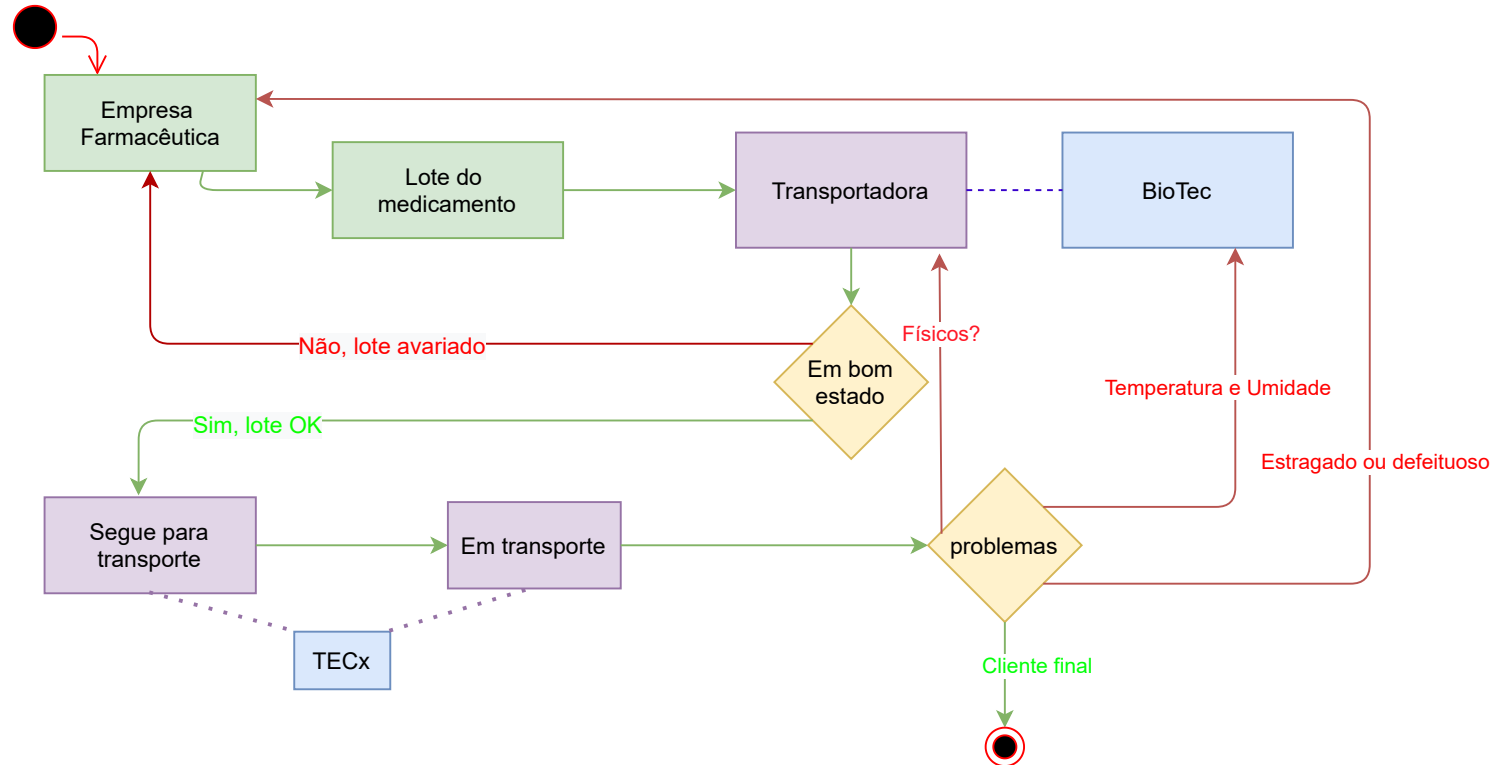 Empresa
Farmacêutica
Lote do
medicamento
Transportadora
BioTec
Físicos?
Não, lote avariado
Em bom
estado
Temperatura e Umidade
Sim, lote OK
Estragado ou defeituoso
Segue para
transporte
Em transporte
problemas
TECx
Cliente final